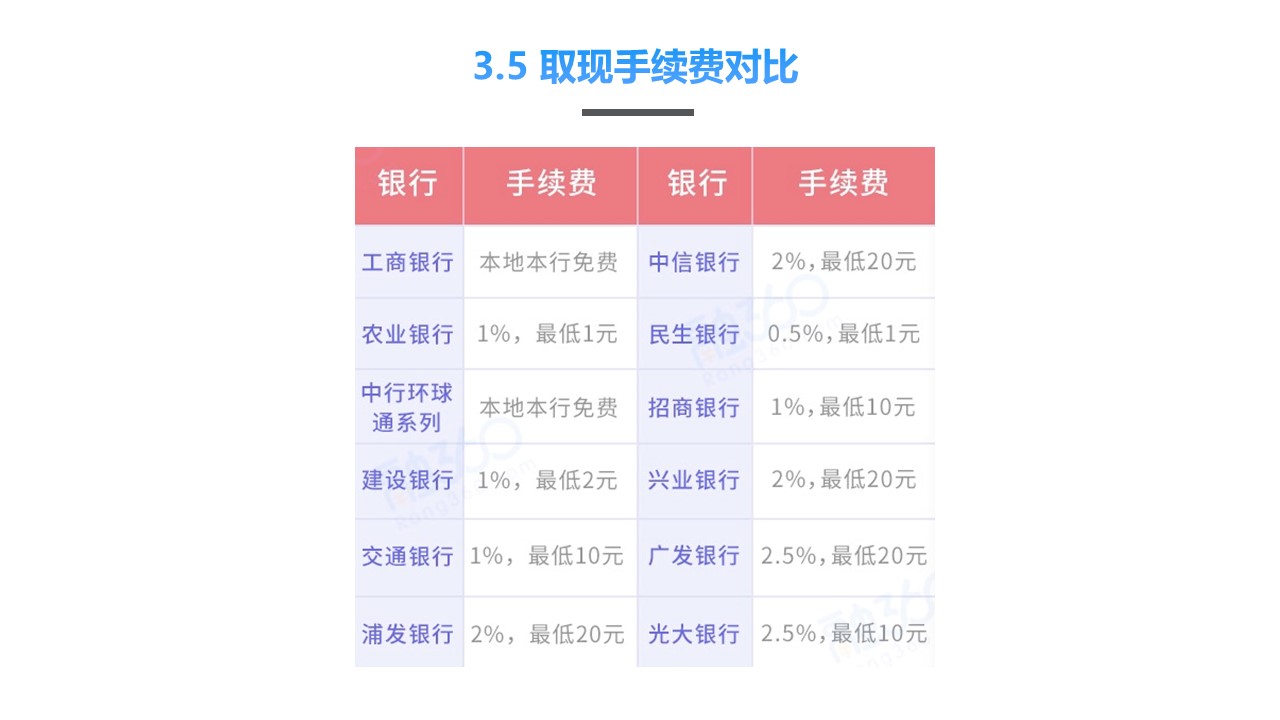 3.5 取现手续费对比
银行 手续费 银行 手续费
工商银行 本地本行免费 中信银行 2%,最低20元
农业银行 1%，最低1元 民生银行 0.5%,最低1元
中行环球
通系列 本地本行免费 招商银行 1%,最低10元
建设银行 1%，最低2元 兴业银行 2%,最低20元
交通银行 1%，最低10元 广发银行 2.5%,最低20元
浦发银行 2%，最低20元 光大银行 2.5%,最低10元
融360
Rong360.com